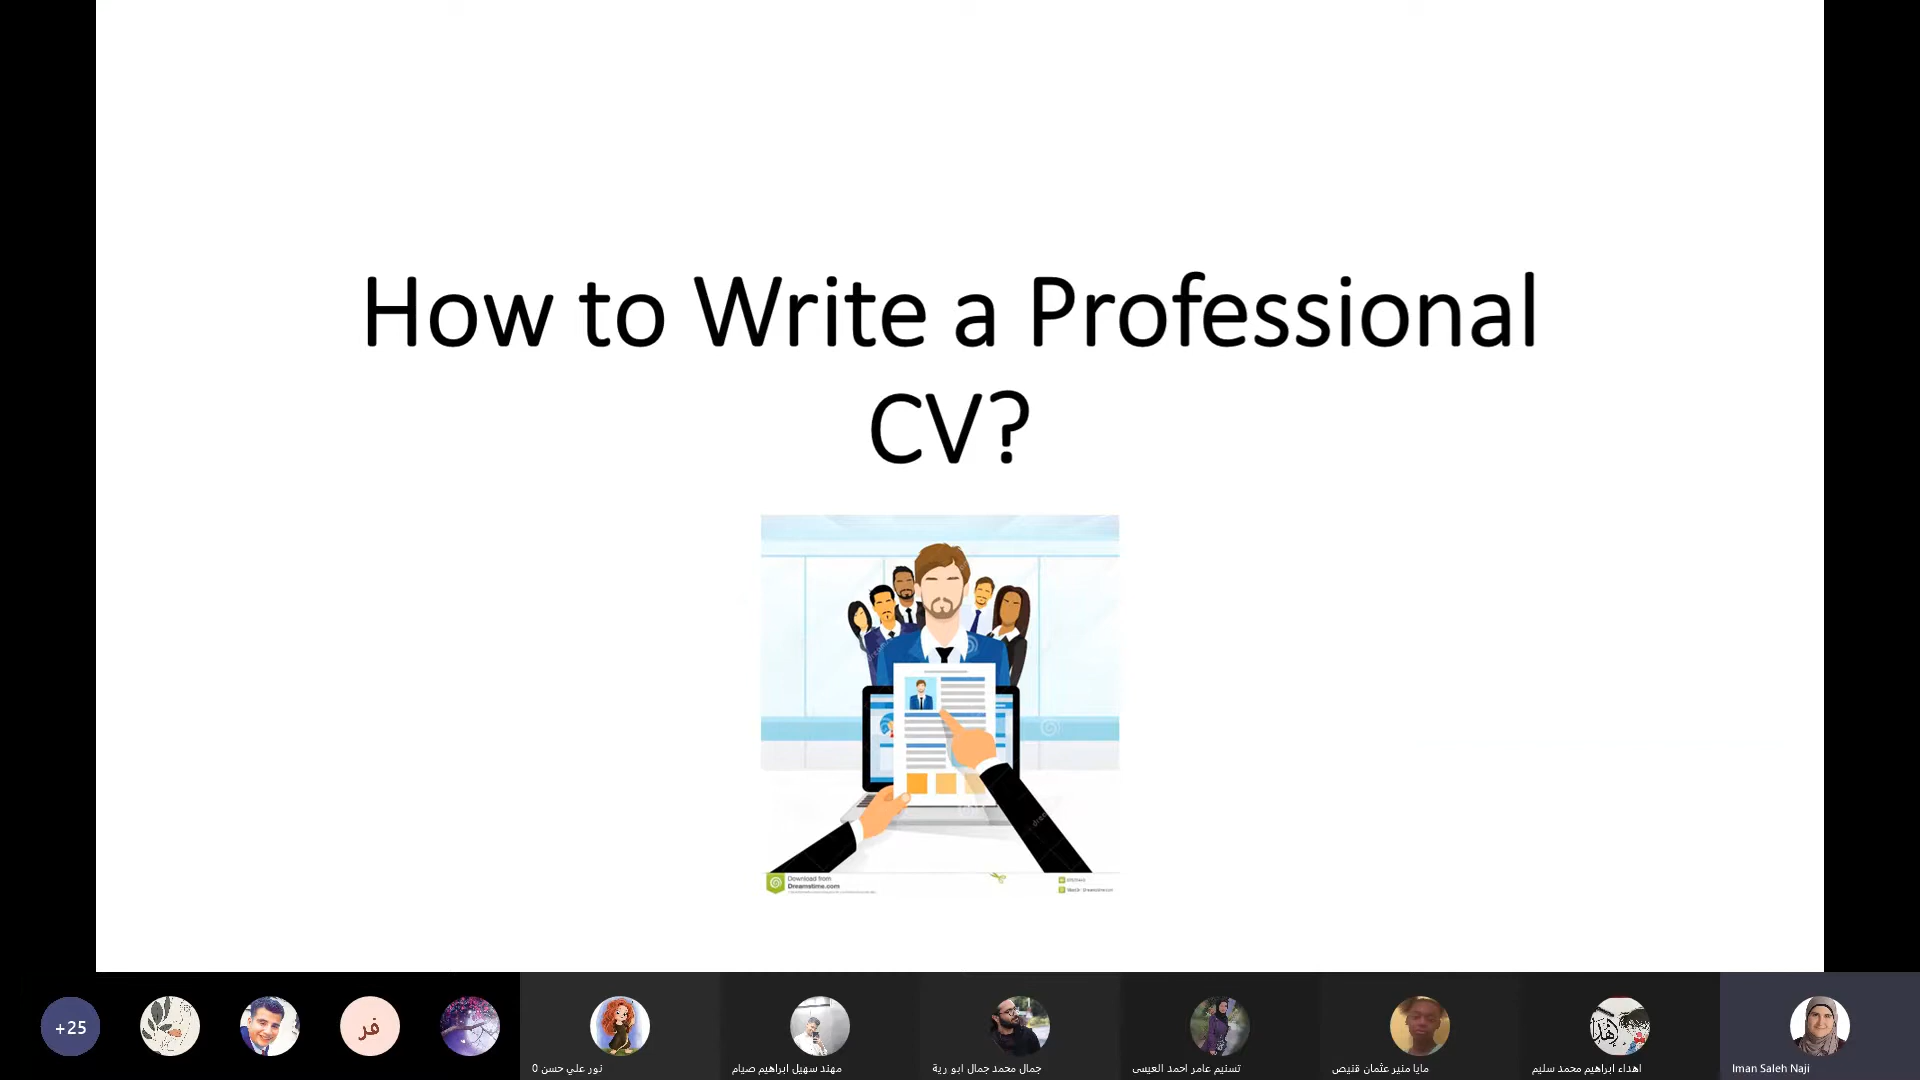 How to Write a Professional
CV?
Download from
Dreamstime.com
+25
فر
نور علي حسن 0
مهند سهيل ابراهيم صيام
جمال محمد جمال ابو رية
تسنيم عامر احمد العيسى
مايا منير عثمان قنيص
اهداء ابراهيم محمد سليم
Iman Saleh Naji